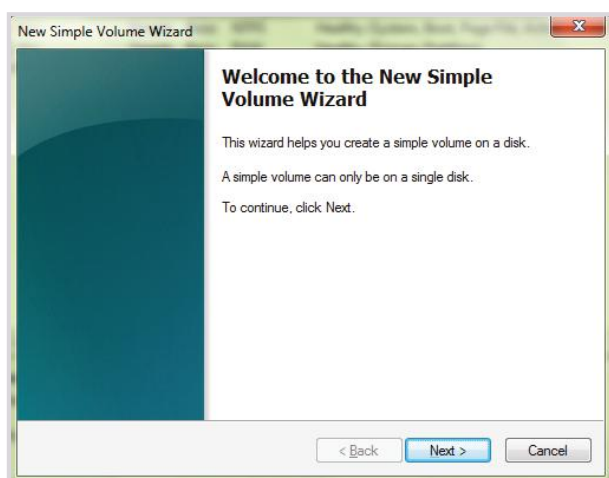 New Simple Volume Wizard
Welcome to the New Simple
Volume Wizard
This wizard helps you create a simple volume on a disk.
A simple volume can only be on a single disk.
To continue, click Next.
< Back
Next >
Cancel